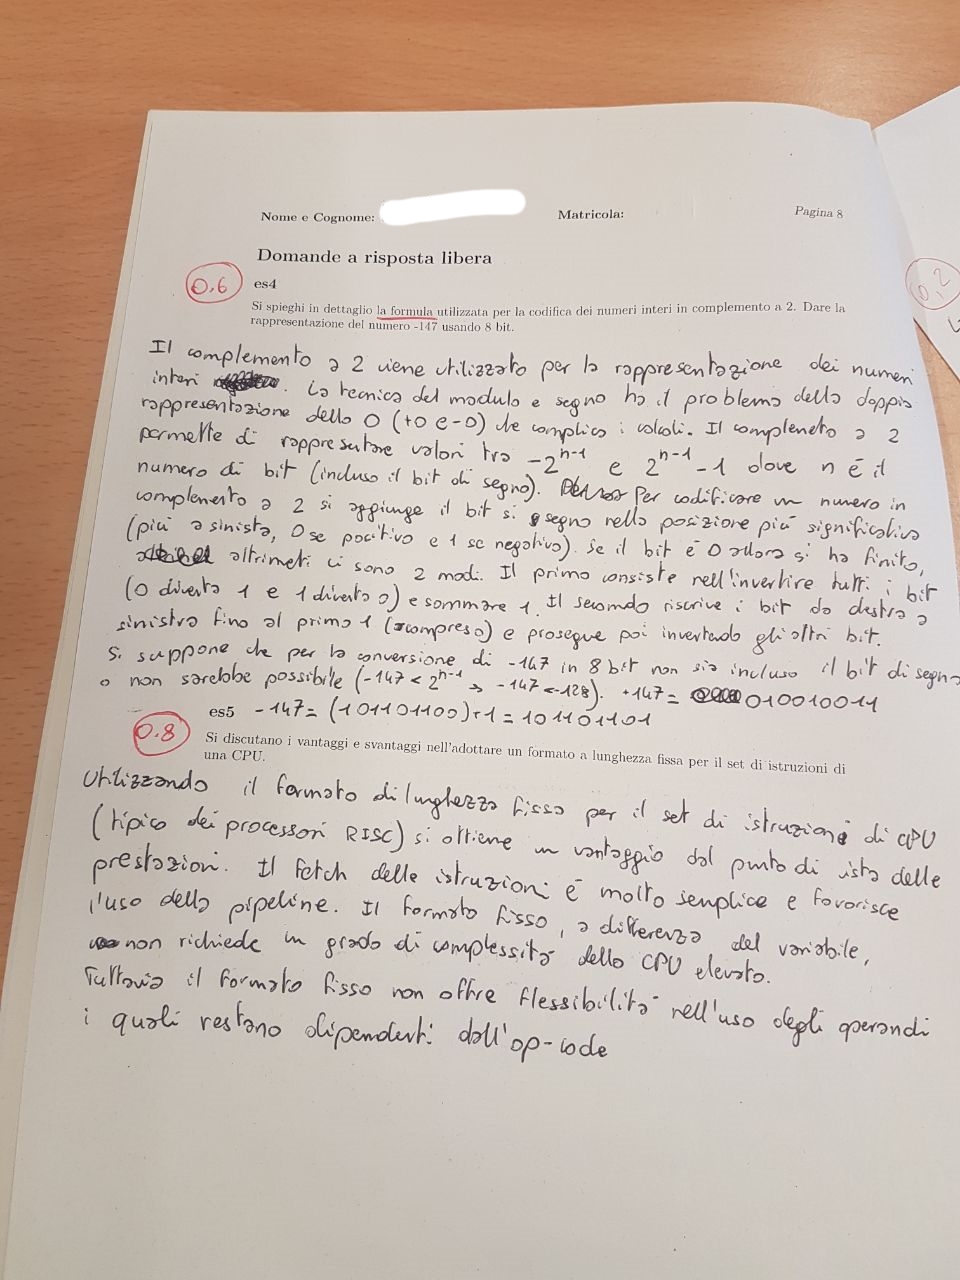 Nome e Cognome: Matricola: Pagina 8
Domande a risposta libera
0.6 es4
0.2
Si spieghi in dettaglio la formula utilizzata per la codifica dei numeri interi in complemento a 2. Dare la
rappresentazione del numero -147 usando 8 bit.
Il complemento a 2 viene utilizzato per la rappresentazione dei numeri
interi . La tecnica del modulo e segno ha il problema della doppia
rappresentazione dello 0 (+0 e -0) che complica i calcoli. Il complemeto a 2
permette di rappresentare valori tra -2^{n-1} e 2^{n-1}-1 dove n è il
numero di bit (incluso il bit di segno). Per codificare un numero in
complemento a 2 si aggiunge il bit si segno nella posizione più significativa
(più a sinista, 0 se positivo e 1 se negativo). Se il bit è 0 allora si ha finito,
altrimeti ci sono 2 modi. Il primo consiste nell'invertire tutti i bit
(0 diventa 1 e 1 diventa 0) e sommare 1. Il secondo riscrive i bit da destra a
sinistra fino al primo 1 (compreso) e prosegue poi invertendo gli altri bit.
Si suppone che per la conversione di -147 in 8 bit non sia incluso il bit di segno
o non sarebbe possibile (-147 < 2^{n-1} → -147 < -128). +147 = 010010011
es5 -147 = (101101100)+1 = 101101101
0.8 Si discutano i vantaggi e svantaggi nell'adottare un formato a lunghezza fissa per il set di istruzioni di
una CPU.
Utilizzando il formato di lunghezza fissa per il set di istruzioni di CPU
(tipico dei processori RISC) si ottiene un vantaggio dal punto di ista delle
prestazioni. Il fetch delle istruzioni è molto semplice e favorisce
l'uso della pipeline. Il formato fisso, a differenza del variabile,
non richiede un grado di complessità della CPU elevato.
Tuttavia il formato fisso non offre flessibilità nell'uso degli operandi
i quali restano dipendenti dall'op-code